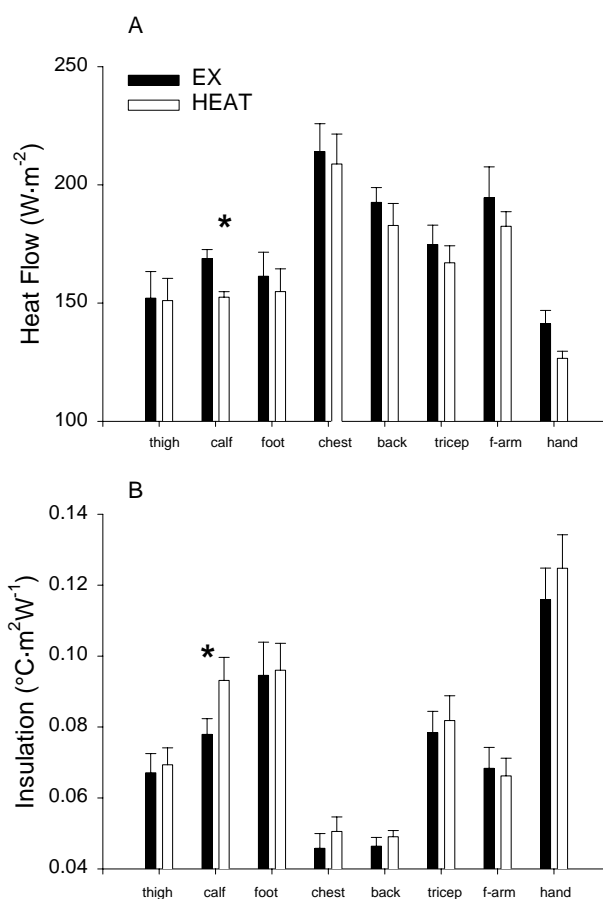 A
250
EX
HEAT
200
*
150
100
Heat Flow (W·m⁻²)
thigh calf foot chest back tricep f-arm hand
B
0.14
0.12
0.10
*
0.08
0.06
0.04
Insulation (°C·m²W⁻¹)
thigh calf foot chest back tricep f-arm hand